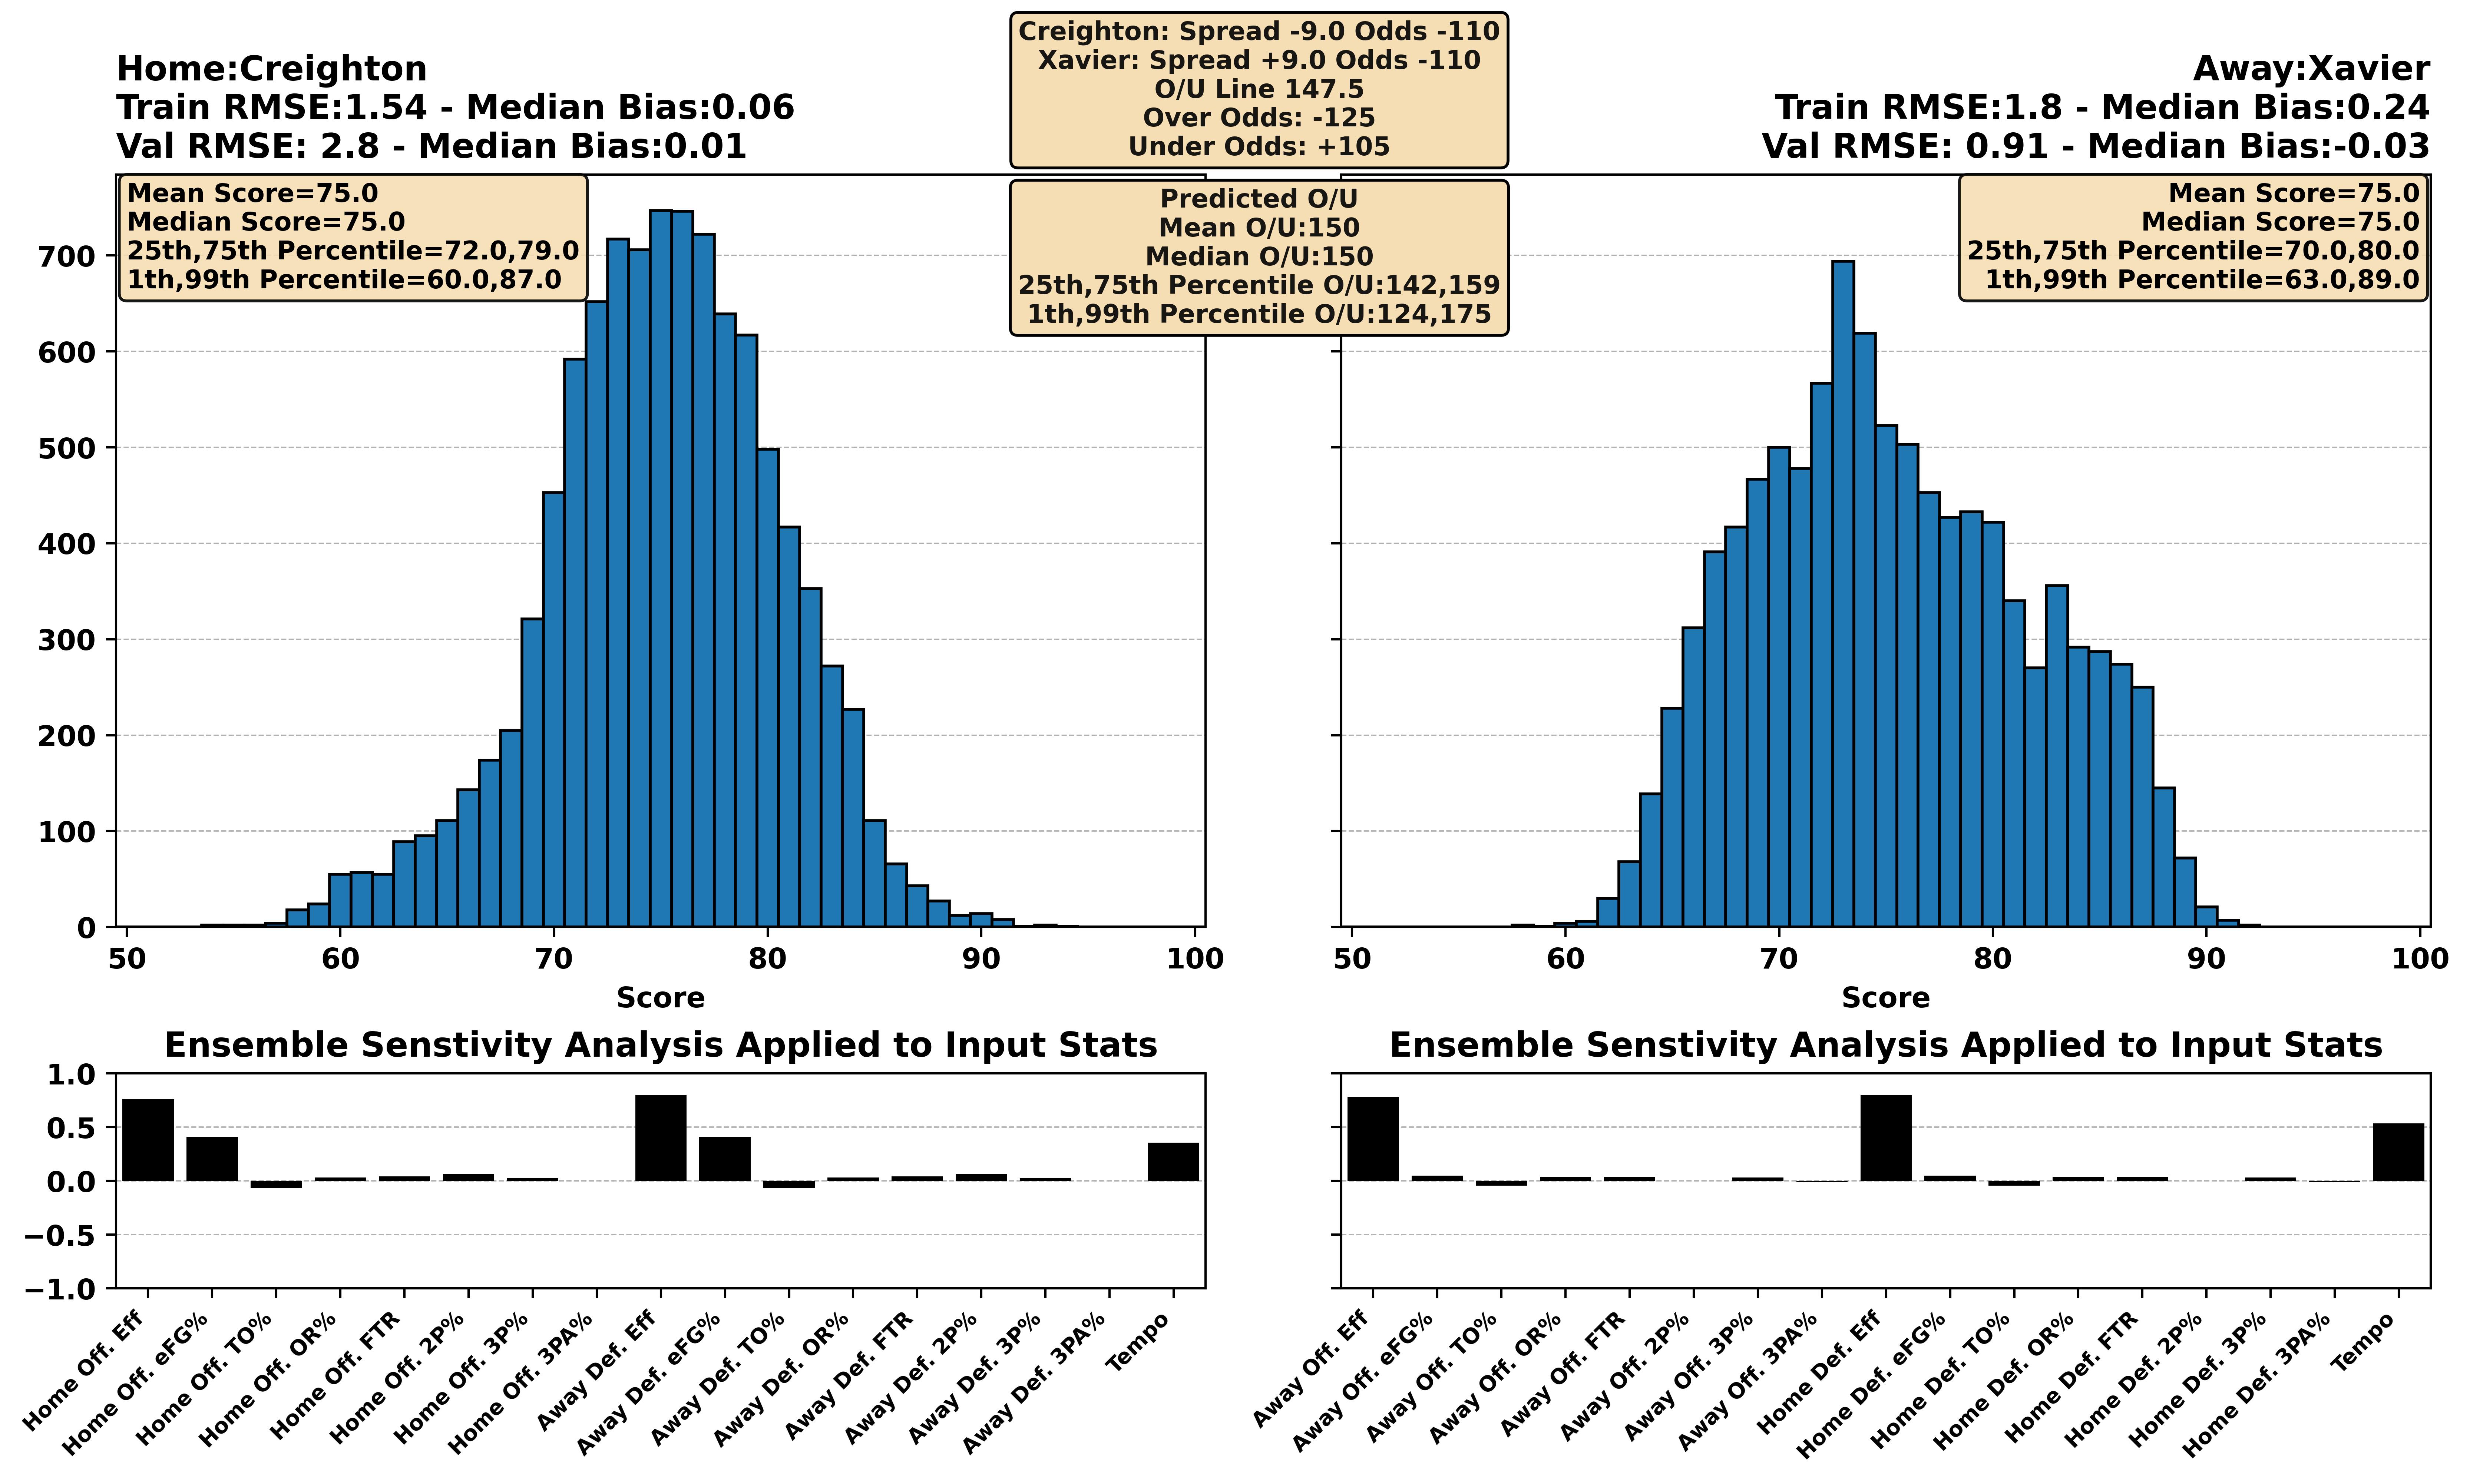 Creighton: Spread -9.0 Odds -110
Xavier: Spread +9.0 Odds -110
O/U Line 147.5
Over Odds: -125
Under Odds: +105
Home:Creighton
Train RMSE:1.54 - Median Bias:0.06
Val RMSE: 2.8 - Median Bias:0.01
Away:Xavier
Train RMSE:1.8 - Median Bias:0.24
Val RMSE: 0.91 - Median Bias:-0.03
Mean Score=75.0
Median Score=75.0
25th,75th Percentile=72.0,79.0
1th,99th Percentile=60.0,87.0
Predicted O/U
Mean O/U:150
Median O/U:150
25th,75th Percentile O/U:142,159
1th,99th Percentile O/U:124,175
Mean Score=75.0
Median Score=75.0
25th,75th Percentile=70.0,80.0
1th,99th Percentile=63.0,89.0
700
600
500
400
300
200
100
0
50 60 70 80 90 100
Score
50 60 70 80 90 100
Score
Ensemble Senstivity Analysis Applied to Input Stats
1.0
0.5
0.0
−0.5
−1.0
Home Off. Eff
Home Off. eFG%
Home Off. TO%
Home Off. OR%
Home Off. FTR
Home Off. 2P%
Home Off. 3P%
Home Off. 3PA%
Away Def. Eff
Away Def. eFG%
Away Def. TO%
Away Def. OR%
Away Def. FTR
Away Def. 2P%
Away Def. 3P%
Away Def. 3PA%
Tempo
Ensemble Senstivity Analysis Applied to Input Stats
Away Off. Eff
Away Off. eFG%
Away Off. TO%
Away Off. OR%
Away Off. FTR
Away Off. 2P%
Away Off. 3P%
Away Off. 3PA%
Home Def. Eff
Home Def. eFG%
Home Def. TO%
Home Def. OR%
Home Def. FTR
Home Def. 2P%
Home Def. 3P%
Home Def. 3PA%
Tempo